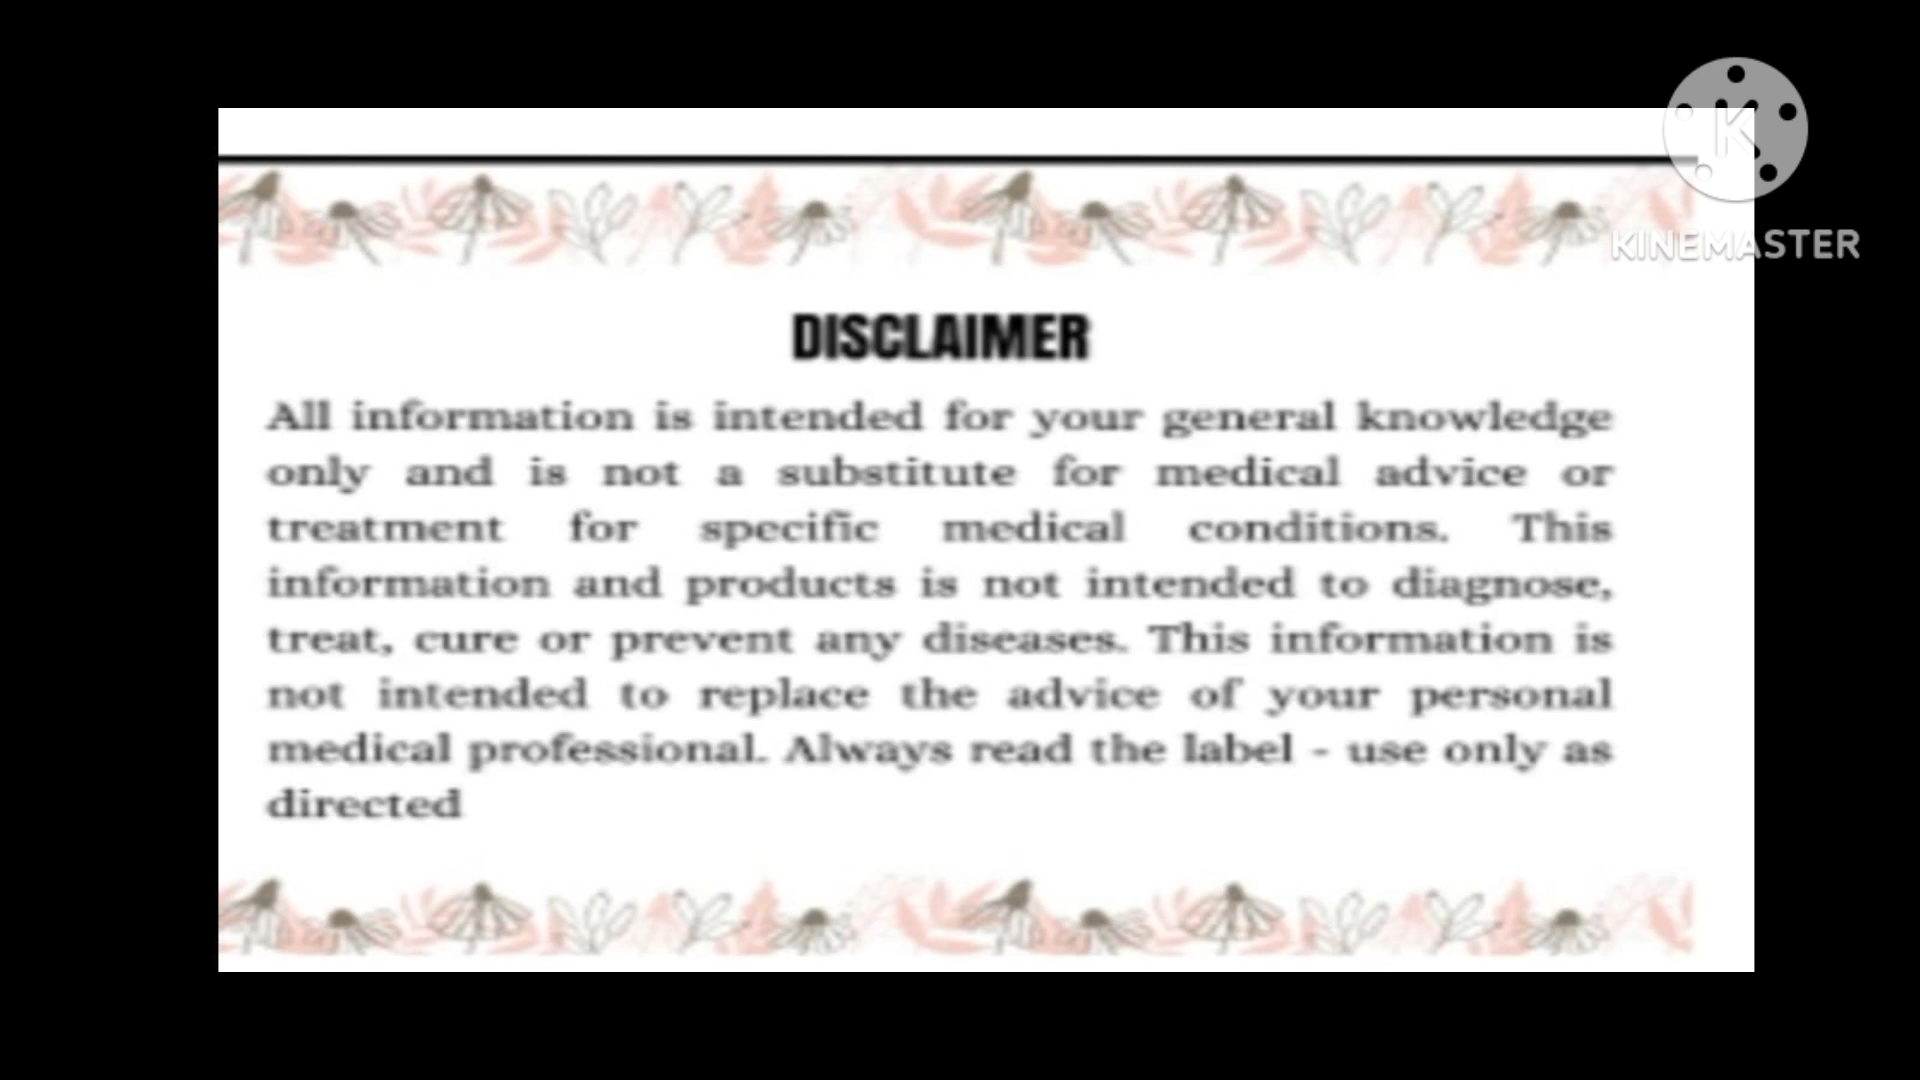 KINEMASTER
DISCLAIMER
All information is intended for your general knowledge
only and is not a substitute for medical advice or
treatment for specific medical conditions. This
information and products is not intended to diagnose,
treat, cure or prevent any diseases. This information is
not intended to replace the advice of your personal
medical professional. Always read the label - use only as
directed